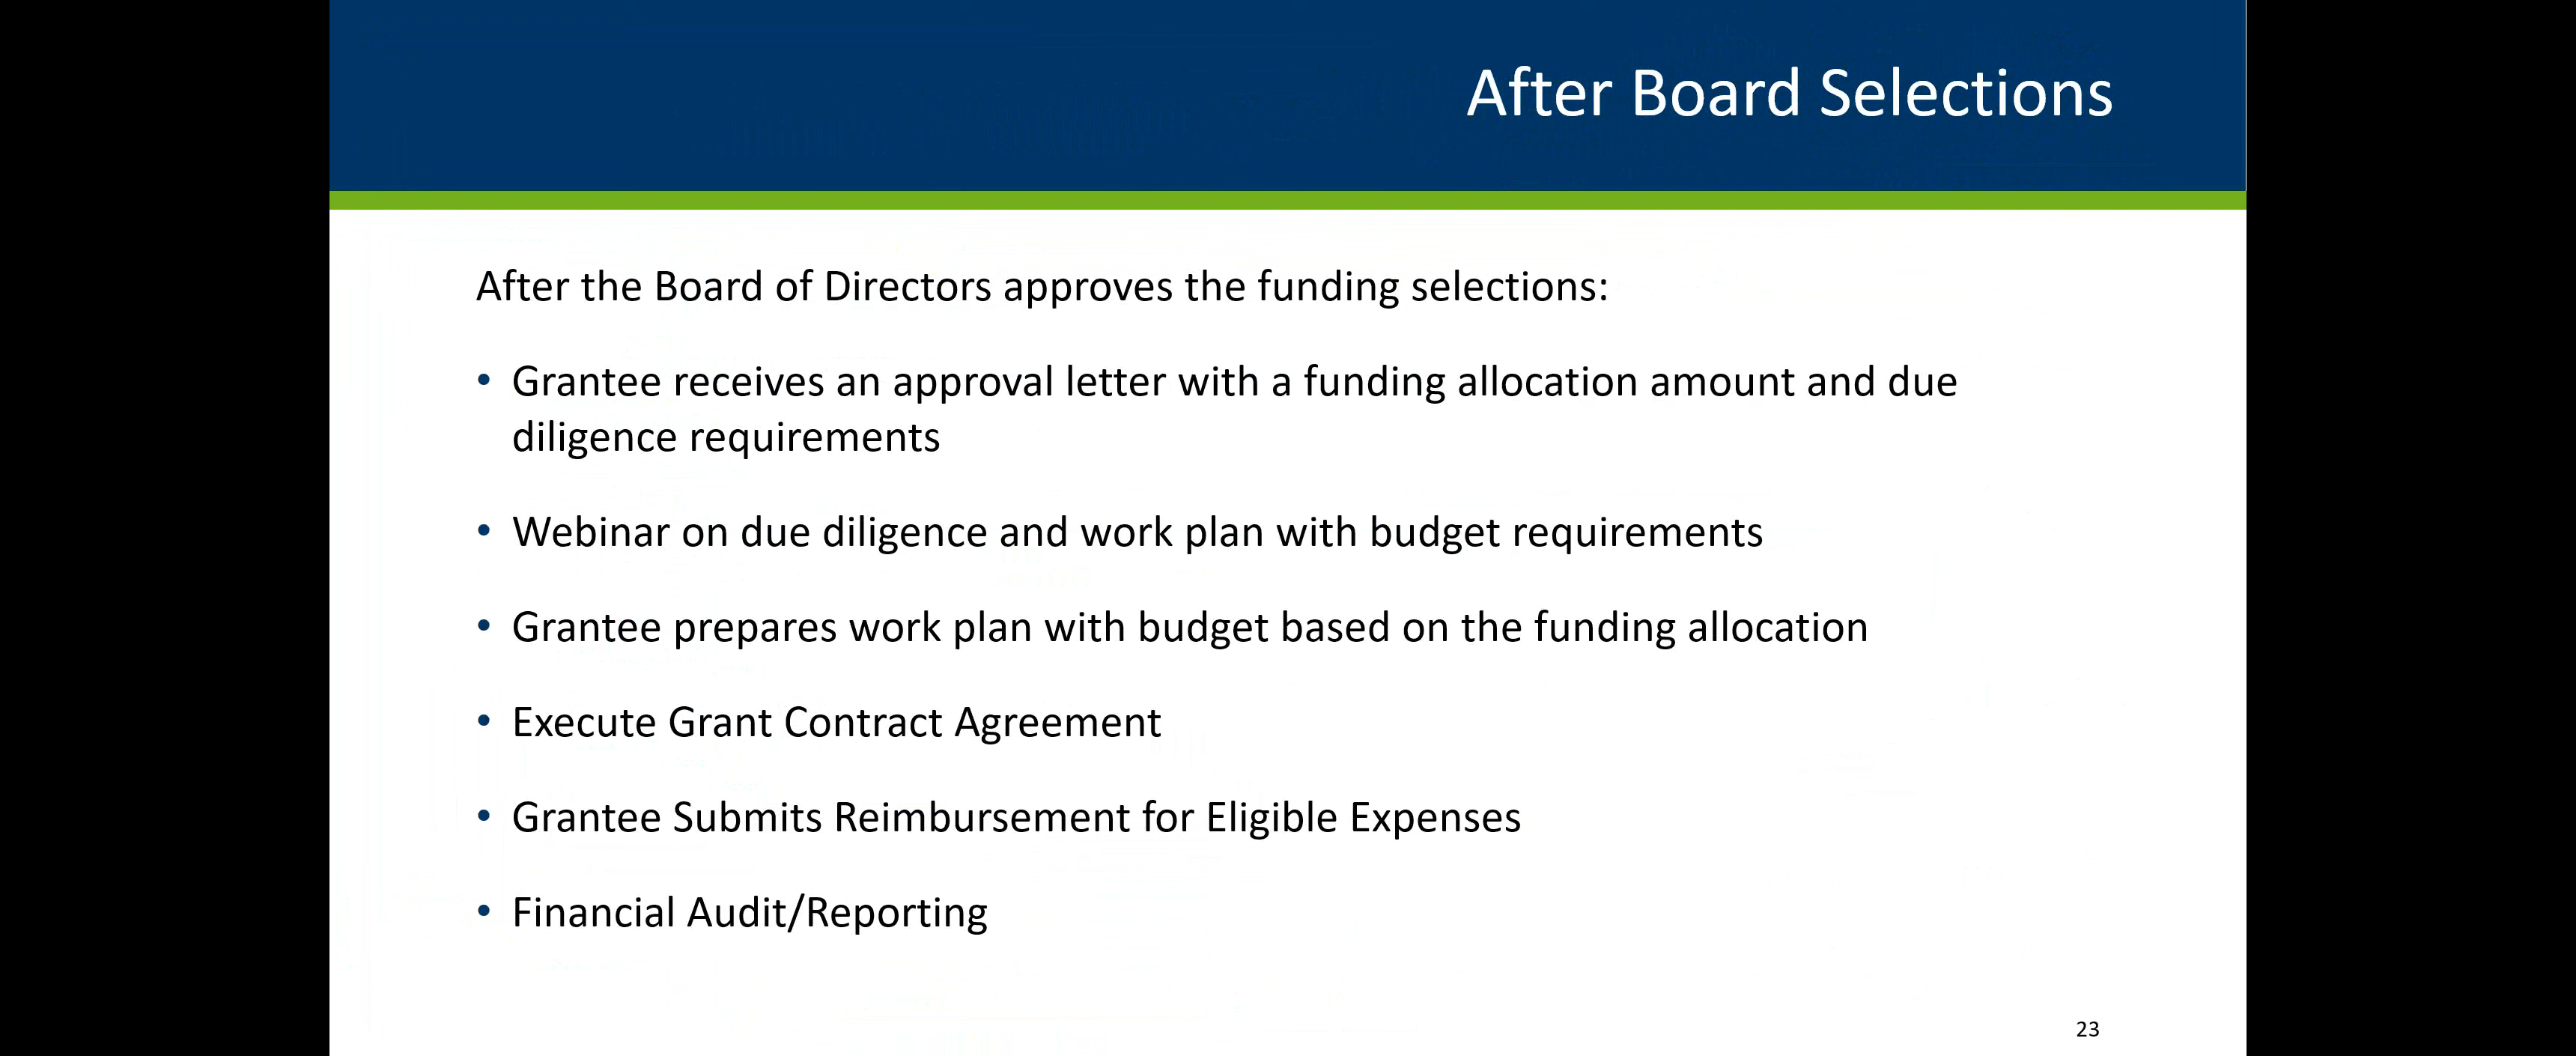 After Board Selections
After the Board of Directors approves the funding selections:
• Grantee receives an approval letter with a funding allocation amount and due
diligence requirements
• Webinar on due diligence and work plan with budget requirements
• Grantee prepares work plan with budget based on the funding allocation
• Execute Grant Contract Agreement
• Grantee Submits Reimbursement for Eligible Expenses
• Financial Audit/Reporting
23